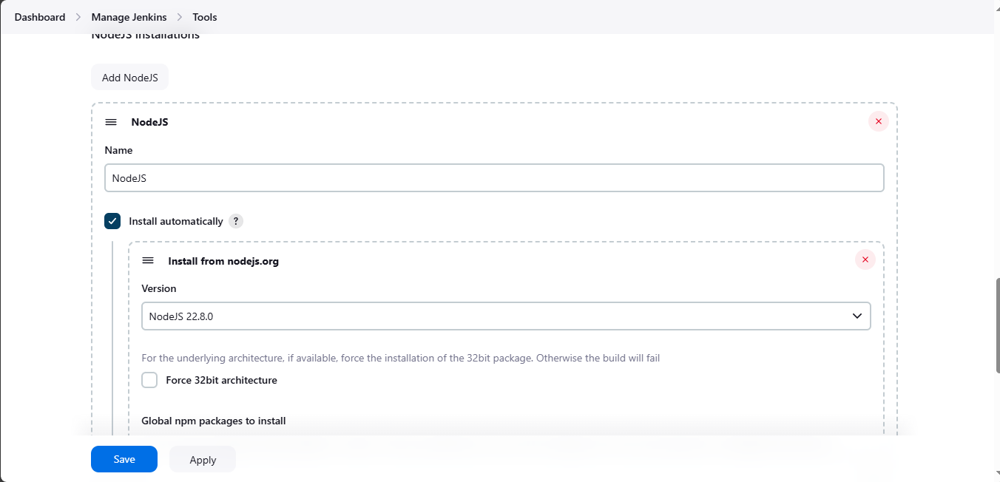 Dashboard > Manage Jenkins > Tools
NodeJS installations
Add NodeJS
NodeJS
Name
NodeJS
Install automatically ?
Install from nodejs.org
Version
NodeJS 22.8.0
For the underlying architecture, if available, force the installation of the 32bit package. Otherwise the build will fail
Force 32bit architecture
Global npm packages to install
Save Apply